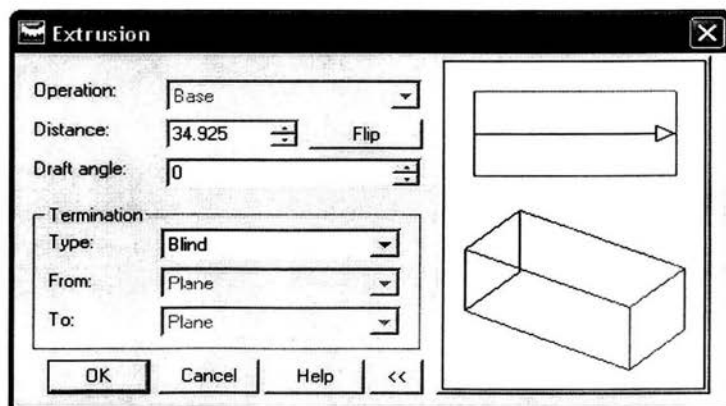 Extrusion
Operation: Base
Distance: 34.925 Flip
Draft angle: 0
Termination
Type: Blind
From: Plane
To: Plane
OK Cancel Help <<